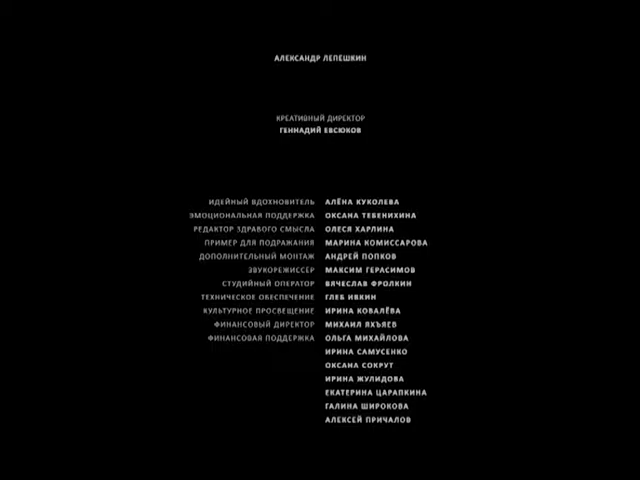 АЛЕКСАНДР ЛЕПЕШКИН
КРЕАТИВНЫЙ ДИРЕКТОР
ГЕННАДИЙ ЕВСЮКОВ
ИДЕЙНЫЙ ВДОХНОВИТЕЛЬ АЛЁНА КУКОЛЕВА
ЭМОЦИОНАЛЬНАЯ ПОДДЕРЖКА ОКСАНА ТЕБЕНИХИНА
РЕДАКТОР ЗДРАВОГО СМЫСЛА ОЛЕСЯ ХАРЛИНА
ПРИМЕР ДЛЯ ПОДРАЖАНИЯ МАРИНА КОМИССАРОВА
ДОПОЛНИТЕЛЬНЫЙ МОНТАЖ АНДРЕЙ ПОПКОВ
ЗВУКОРЕЖИССЁР МАКСИМ ГЕРАСИМОВ
СТУДИЙНЫЙ ОПЕРАТОР ВЯЧЕСЛАВ ФРОЛКИН
ТЕХНИЧЕСКОЕ ОБЕСПЕЧЕНИЕ ГЛЕБ ИВКИН
КУЛЬТУРНОЕ ПРОСВЕЩЕНИЕ ИРИНА КОВАЛЁВА
ФИНАНСОВЫЙ ДИРЕКТОР МИХАИЛ ЯХЪЯЕВ
ФИНАНСОВАЯ ПОДДЕРЖКА ОЛЬГА МИХАЙЛОВА
ИРИНА САМУСЕНКО
ОКСАНА СОКРУТ
ИРИНА ЖУЛИДОВА
ЕКАТЕРИНА ЦАРАПКИНА
ГАЛИНА ШИРОКОВА
АЛЕКСЕЙ ПРИЧАЛОВ